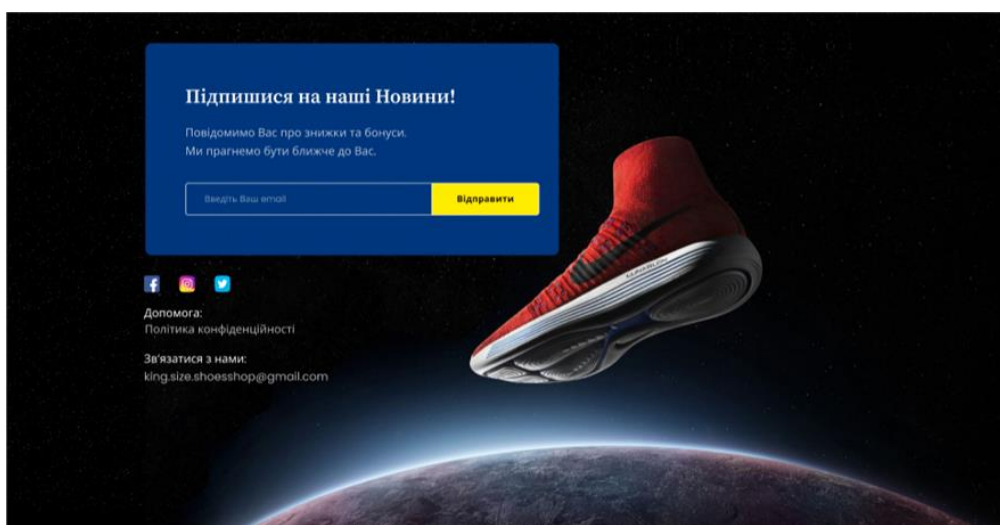 Підпишися на наші Новини!
Повідомимо Вас про знижки та бонуси.
Ми прагнемо бути ближче до Вас.
Введіть Ваш email
Відправити
Допомога:
Політика конфіденційності
Зв'язатися з нами:
king.size.shoesshop@gmail.com
LUNARLON